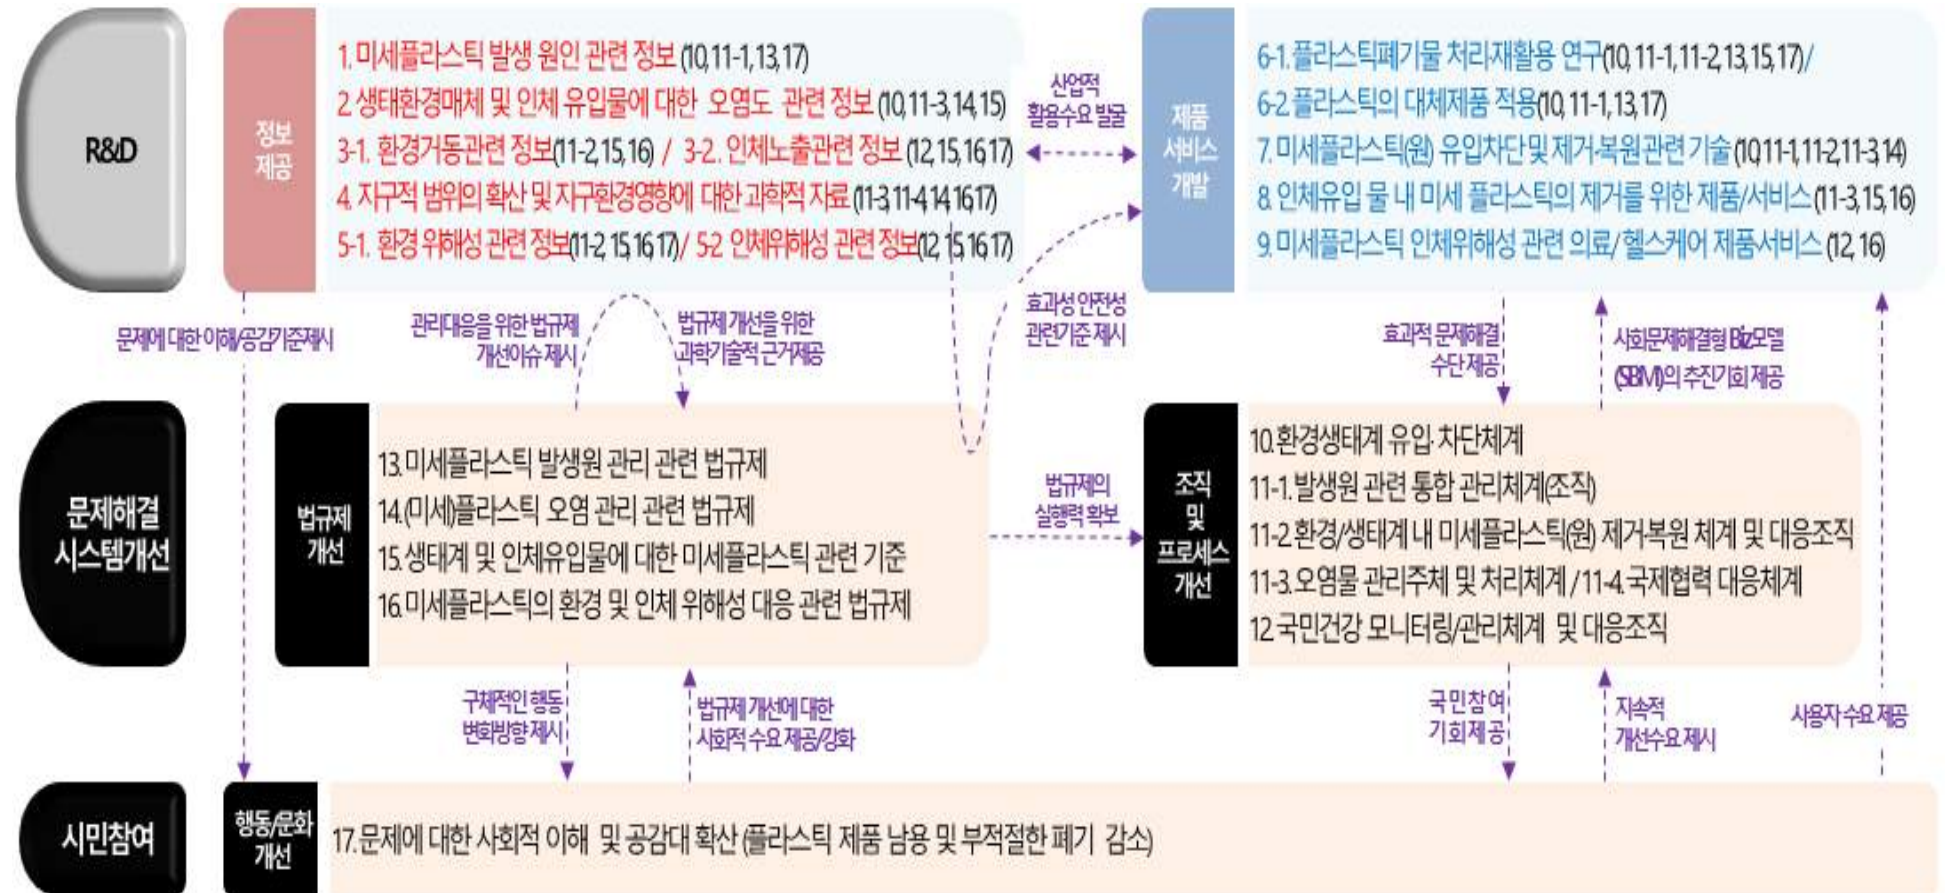 R&D
정보
제공
1. 미세플라스틱 발생 원인 관련 정보 (10, 11-1, 13, 17)
2. 생태환경매체 및 인체 유입물에 대한 오염도 관련 정보 (10, 11-3, 14, 15)
3-1. 환경거동관련 정보(11-2, 15, 16) / 3-2. 인체노출관련 정보 (12, 15, 16, 17)
4. 지구적 범위의 확산 및 지구환경영향에 대한 과학적 자료 (11-3, 11-4, 14, 16, 17)
5-1. 환경 위해성 관련 정보(11-2, 15, 16, 17)/ 5-2. 인체위해성 관련 정보(12, 15, 16, 17)
산업적
활용수요 발굴
제품
서비스
개발
6-1. 플라스틱폐기물 처리·재활용 연구(10, 11-1, 11-2, 13, 15, 17)/
6-2. 플라스틱의 대체제품 적용(10, 11-1, 13, 17)
7. 미세플라스틱(원) 유입차단 및 제거·복원 관련 기술 (10, 11-1, 11-2, 11-3, 14)
8. 인체유입 물 내 미세 플라스틱의 제거를 위한 제품/서비스 (11-3, 15, 16)
9. 미세플라스틱 인체위해성 관련 의료/헬스케어 제품·서비스 (12, 16)
문제에 대한 이해/공감기준제시
관리대응을 위한 법규제
개선이슈 제시
법규제 개선을 위한
과학기술적 근거제공
효과성 안전성
관련기준 제시
효과적 문제해결
수단 제공
사회문제해결형 Biz모델
(SBM)의 추진기회 제공
문제해결
시스템개선
법규제
개선
13. 미세플라스틱 발생원 관리 관련 법규제
14. (미세)플라스틱 오염 관리 관련 법규제
15. 생태계 및 인체유입물에 대한 미세플라스틱 관련 기준
16. 미세플라스틱의 환경 및 인체 위해성 대응 관련 법규제
법규제의
실행력 확보
조직
및
프로세스
개선
10. 환경생태계 유입·차단체계
11-1. 발생원 관련 통합 관리체계(조직)
11-2. 환경/생태계 내 미세플라스틱(원) 제거·복원 체계 및 대응조직
11-3. 오염물 관리주체 및 처리체계 / 11-4. 국제협력 대응체계
12. 국민건강 모니터링/관리체계 및 대응조직
구체적인 행동
변화방향 제시
법규제 개선에 대한
사회적 수요 제공/강화
국민참여
기회제공
지속적
개선수요 제시
사용자 수요 제공
시민참여
행동/문화
개선
17. 문제에 대한 사회적 이해 및 공감대 확산 (플라스틱 제품 남용 및 부적절한 폐기 감소)